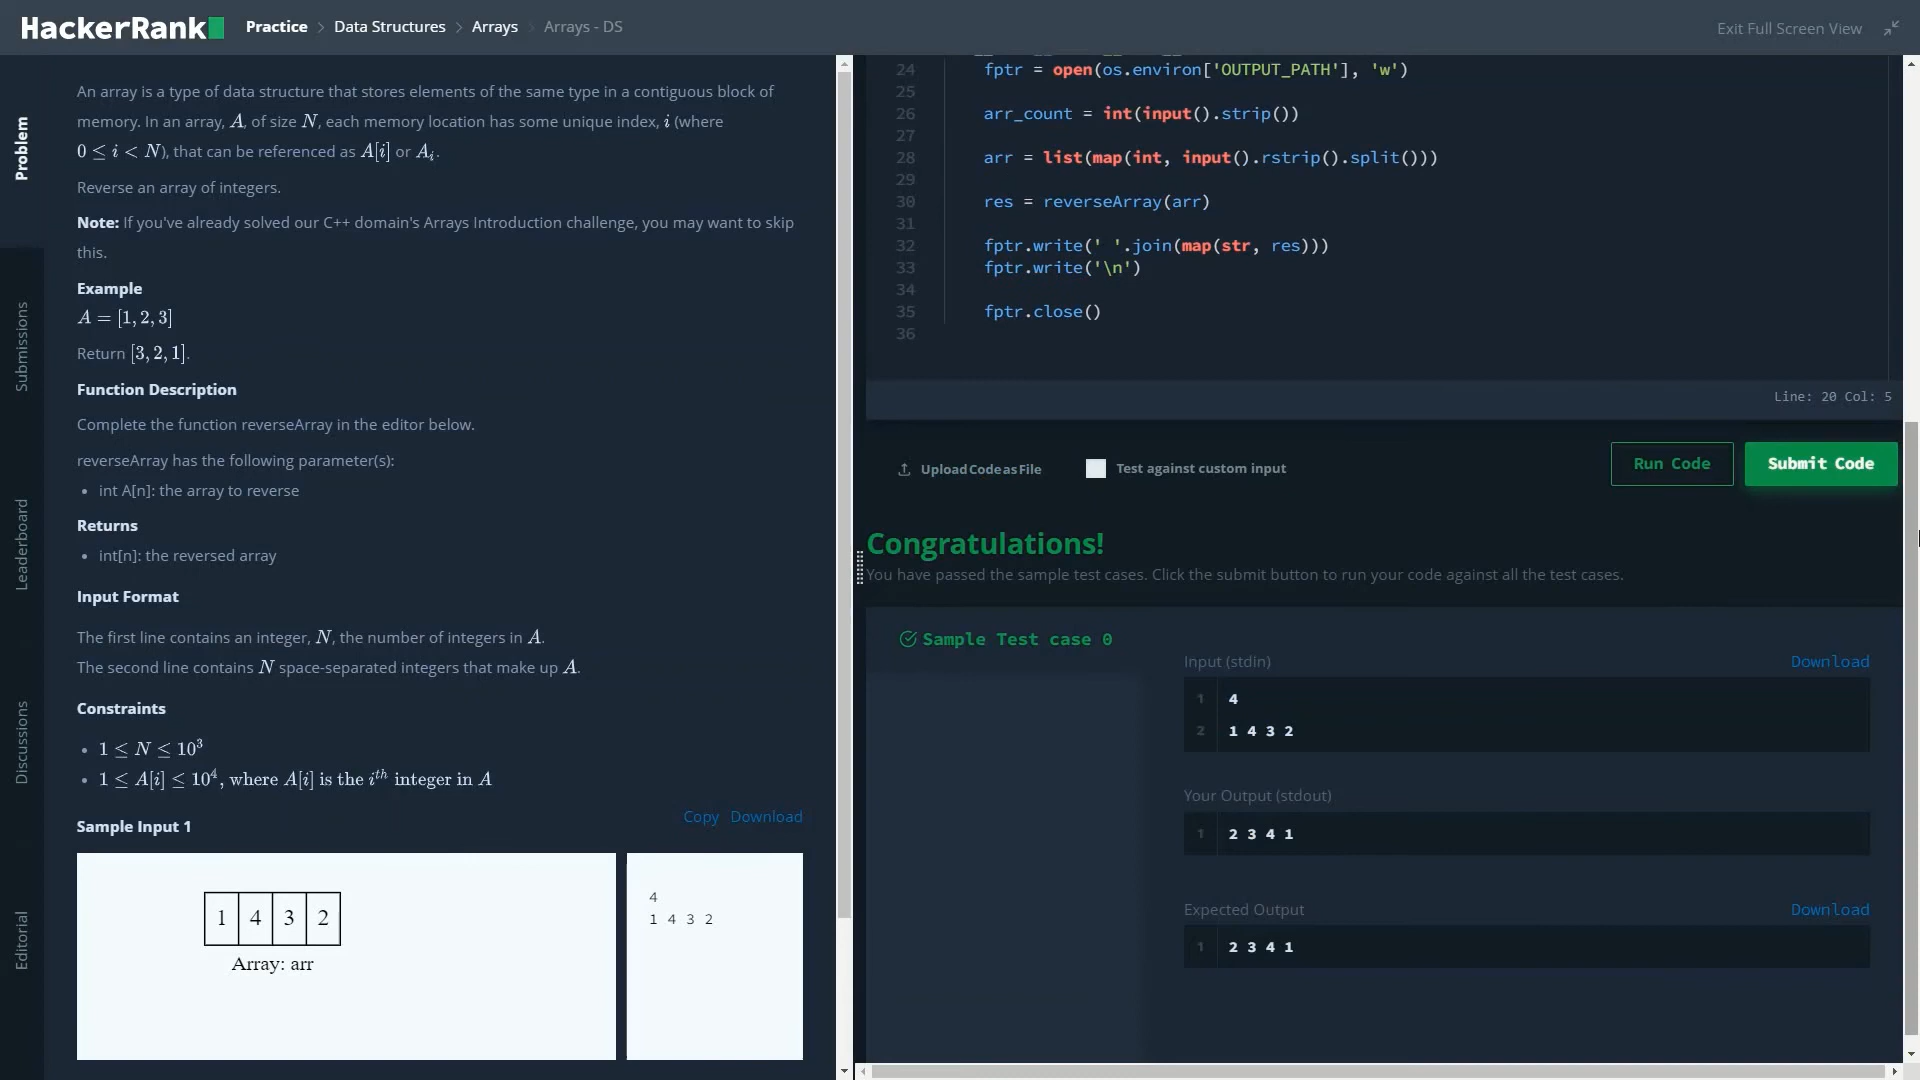 HackerRank
Practice > Data Structures > Arrays > Arrays - DS
Exit Full Screen View
Problem
Submissions
Leaderboard
Discussions
Editorial
An array is a type of data structure that stores elements of the same type in a contiguous block of
memory. In an array, A, of size N, each memory location has some unique index, i (where
0 ≤ i < N), that can be referenced as A[i] or Aᵢ.
Reverse an array of integers.
Note: If you've already solved our C++ domain's Arrays Introduction challenge, you may want to skip
this.
Example
A = [1, 2, 3]
Return [3, 2, 1].
Function Description
Complete the function reverseArray in the editor below.
reverseArray has the following parameter(s):
• int A[n]: the array to reverse
Returns
• int[n]: the reversed array
Input Format
The first line contains an integer, N, the number of integers in A.
The second line contains N space-separated integers that make up A.
Constraints
• 1 ≤ N ≤ 10³
• 1 ≤ A[i] ≤ 10⁴, where A[i] is the iᵗʰ integer in A
Sample Input 1
Copy Download
1 4 3 2
Array: arr
4
1 4 3 2
24 fptr = open(os.environ['OUTPUT_PATH'], 'w')
25
26 arr_count = int(input().strip())
27
28 arr = list(map(int, input().rstrip().split()))
29
30 res = reverseArray(arr)
31
32 fptr.write(' '.join(map(str, res)))
33 fptr.write('\n')
34
35 fptr.close()
36
Line: 20 Col: 5
Upload Code as File
Test against custom input
Run Code
Submit Code
Congratulations!
You have passed the sample test cases. Click the submit button to run your code against all the test cases.
Sample Test case 0
Input (stdin)
Download
1 4
2 1 4 3 2
Your Output (stdout)
1 2 3 4 1
Expected Output
Download
1 2 3 4 1